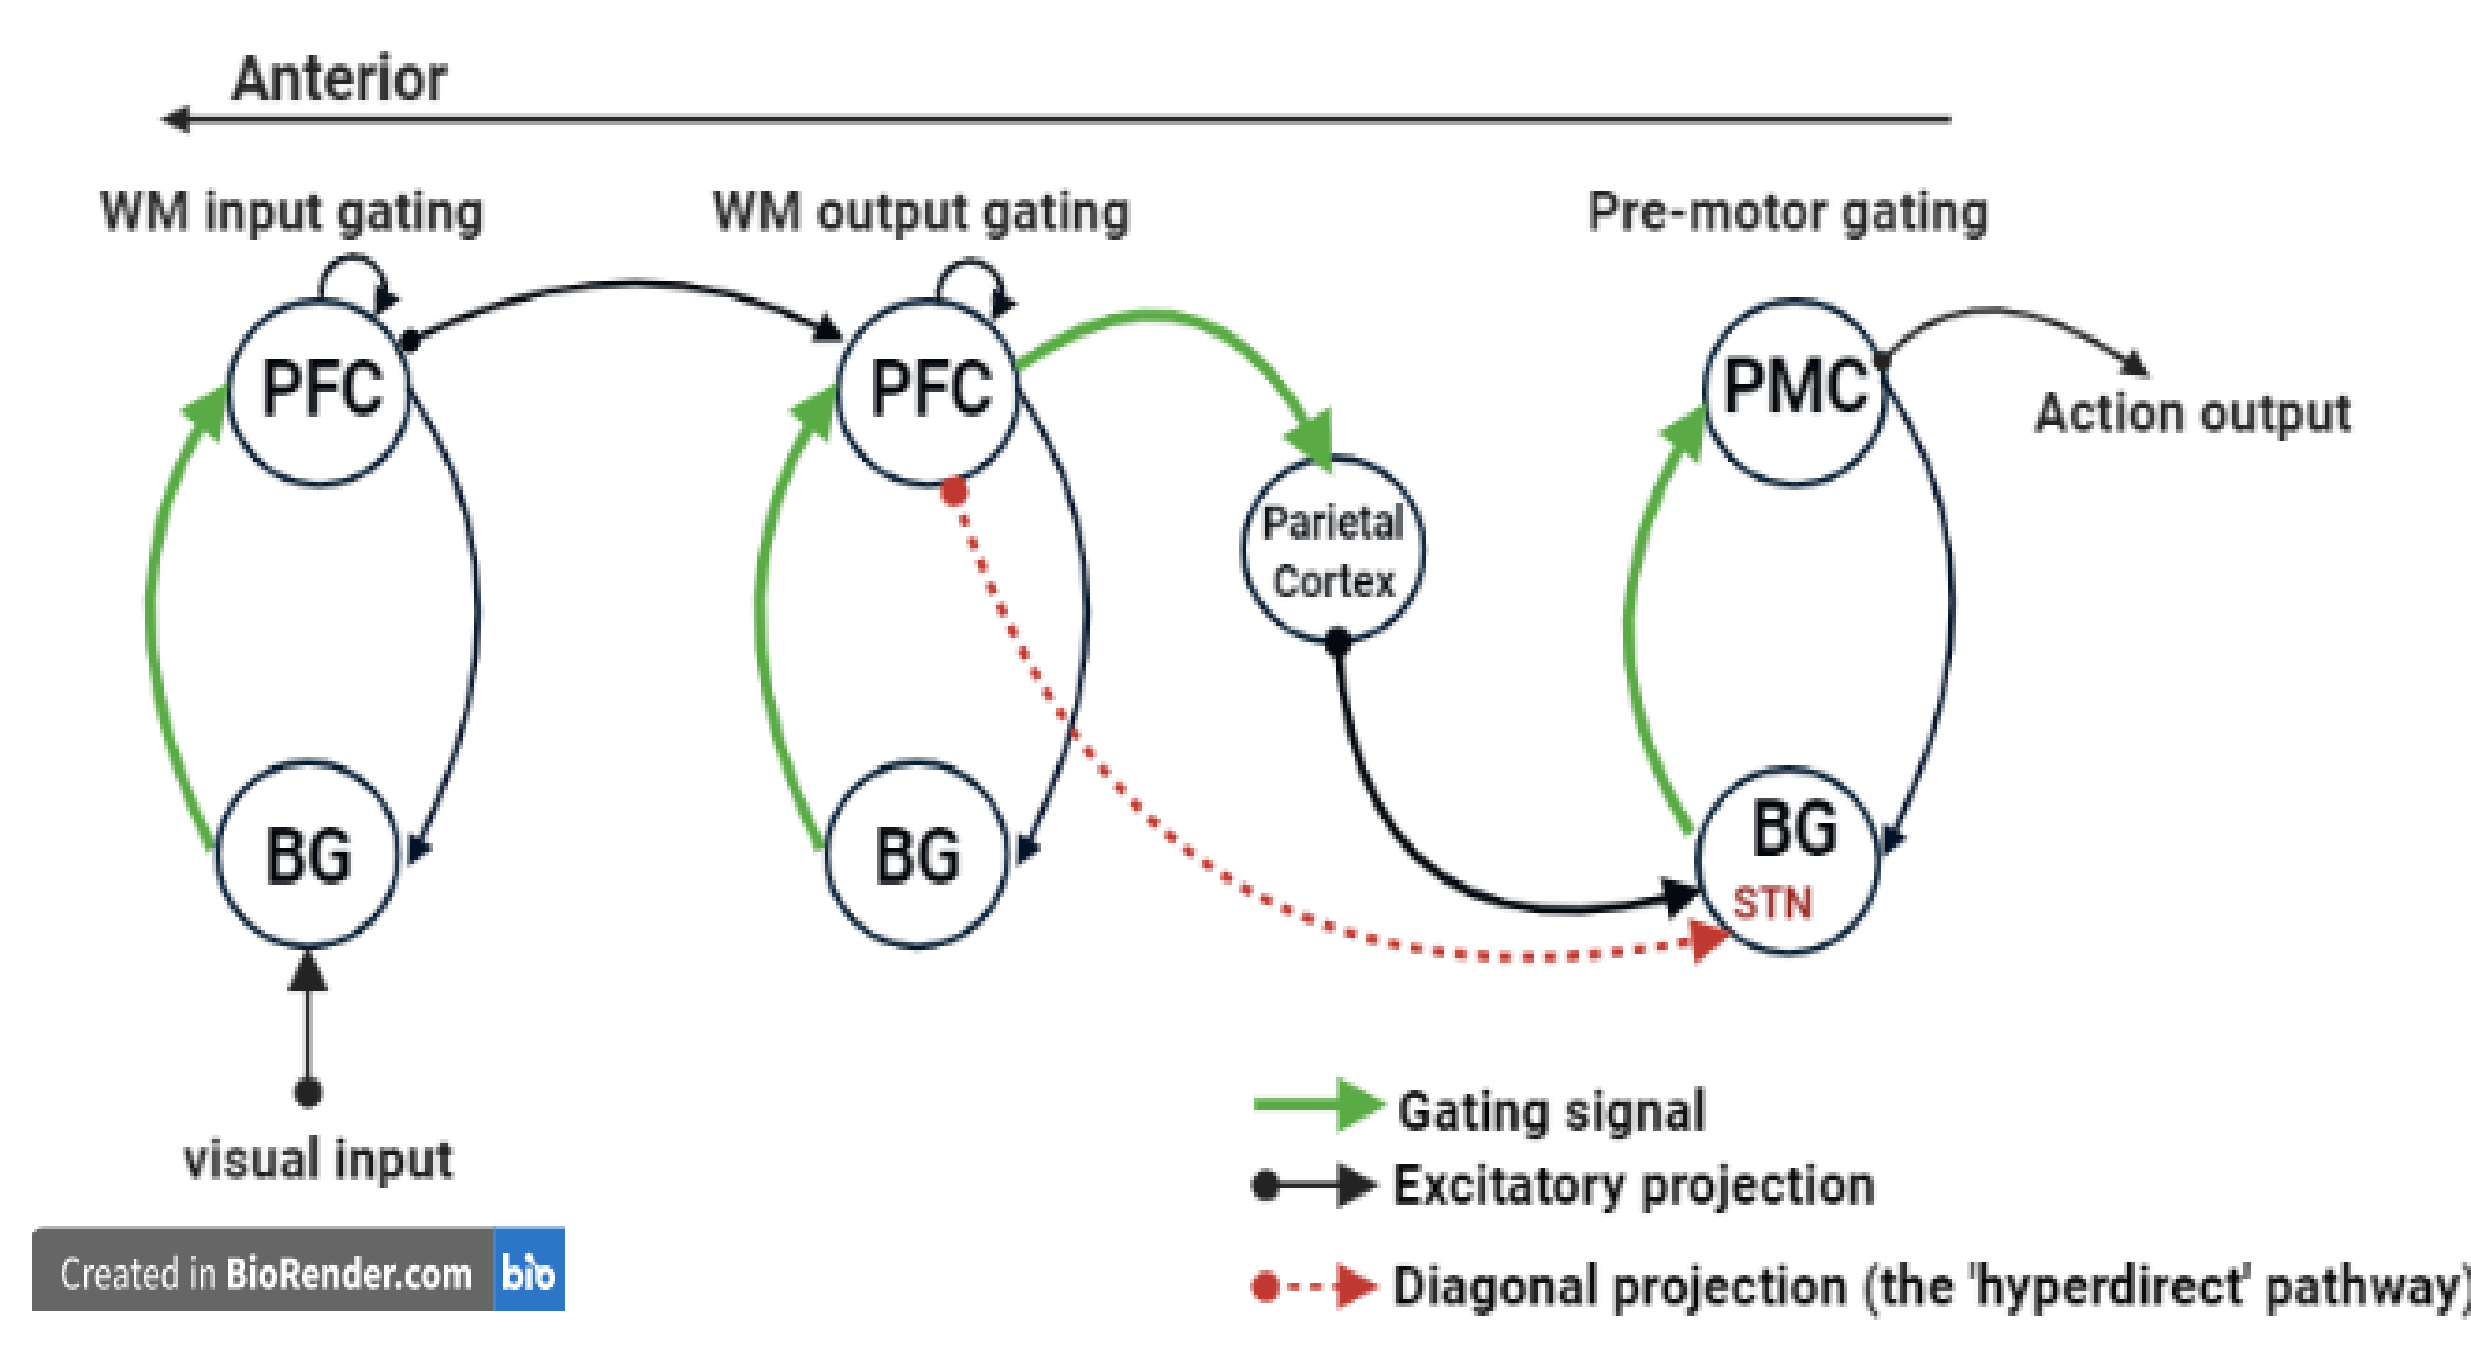 Anterior
WM input gating
WM output gating
Pre-motor gating
PFC
PFC
PMC
Action output
Parietal
Cortex
BG
BG
BG
STN
visual input
Gating signal
Excitatory projection
Diagonal projection (the 'hyperdirect' pathway)
Created in BioRender.com bio